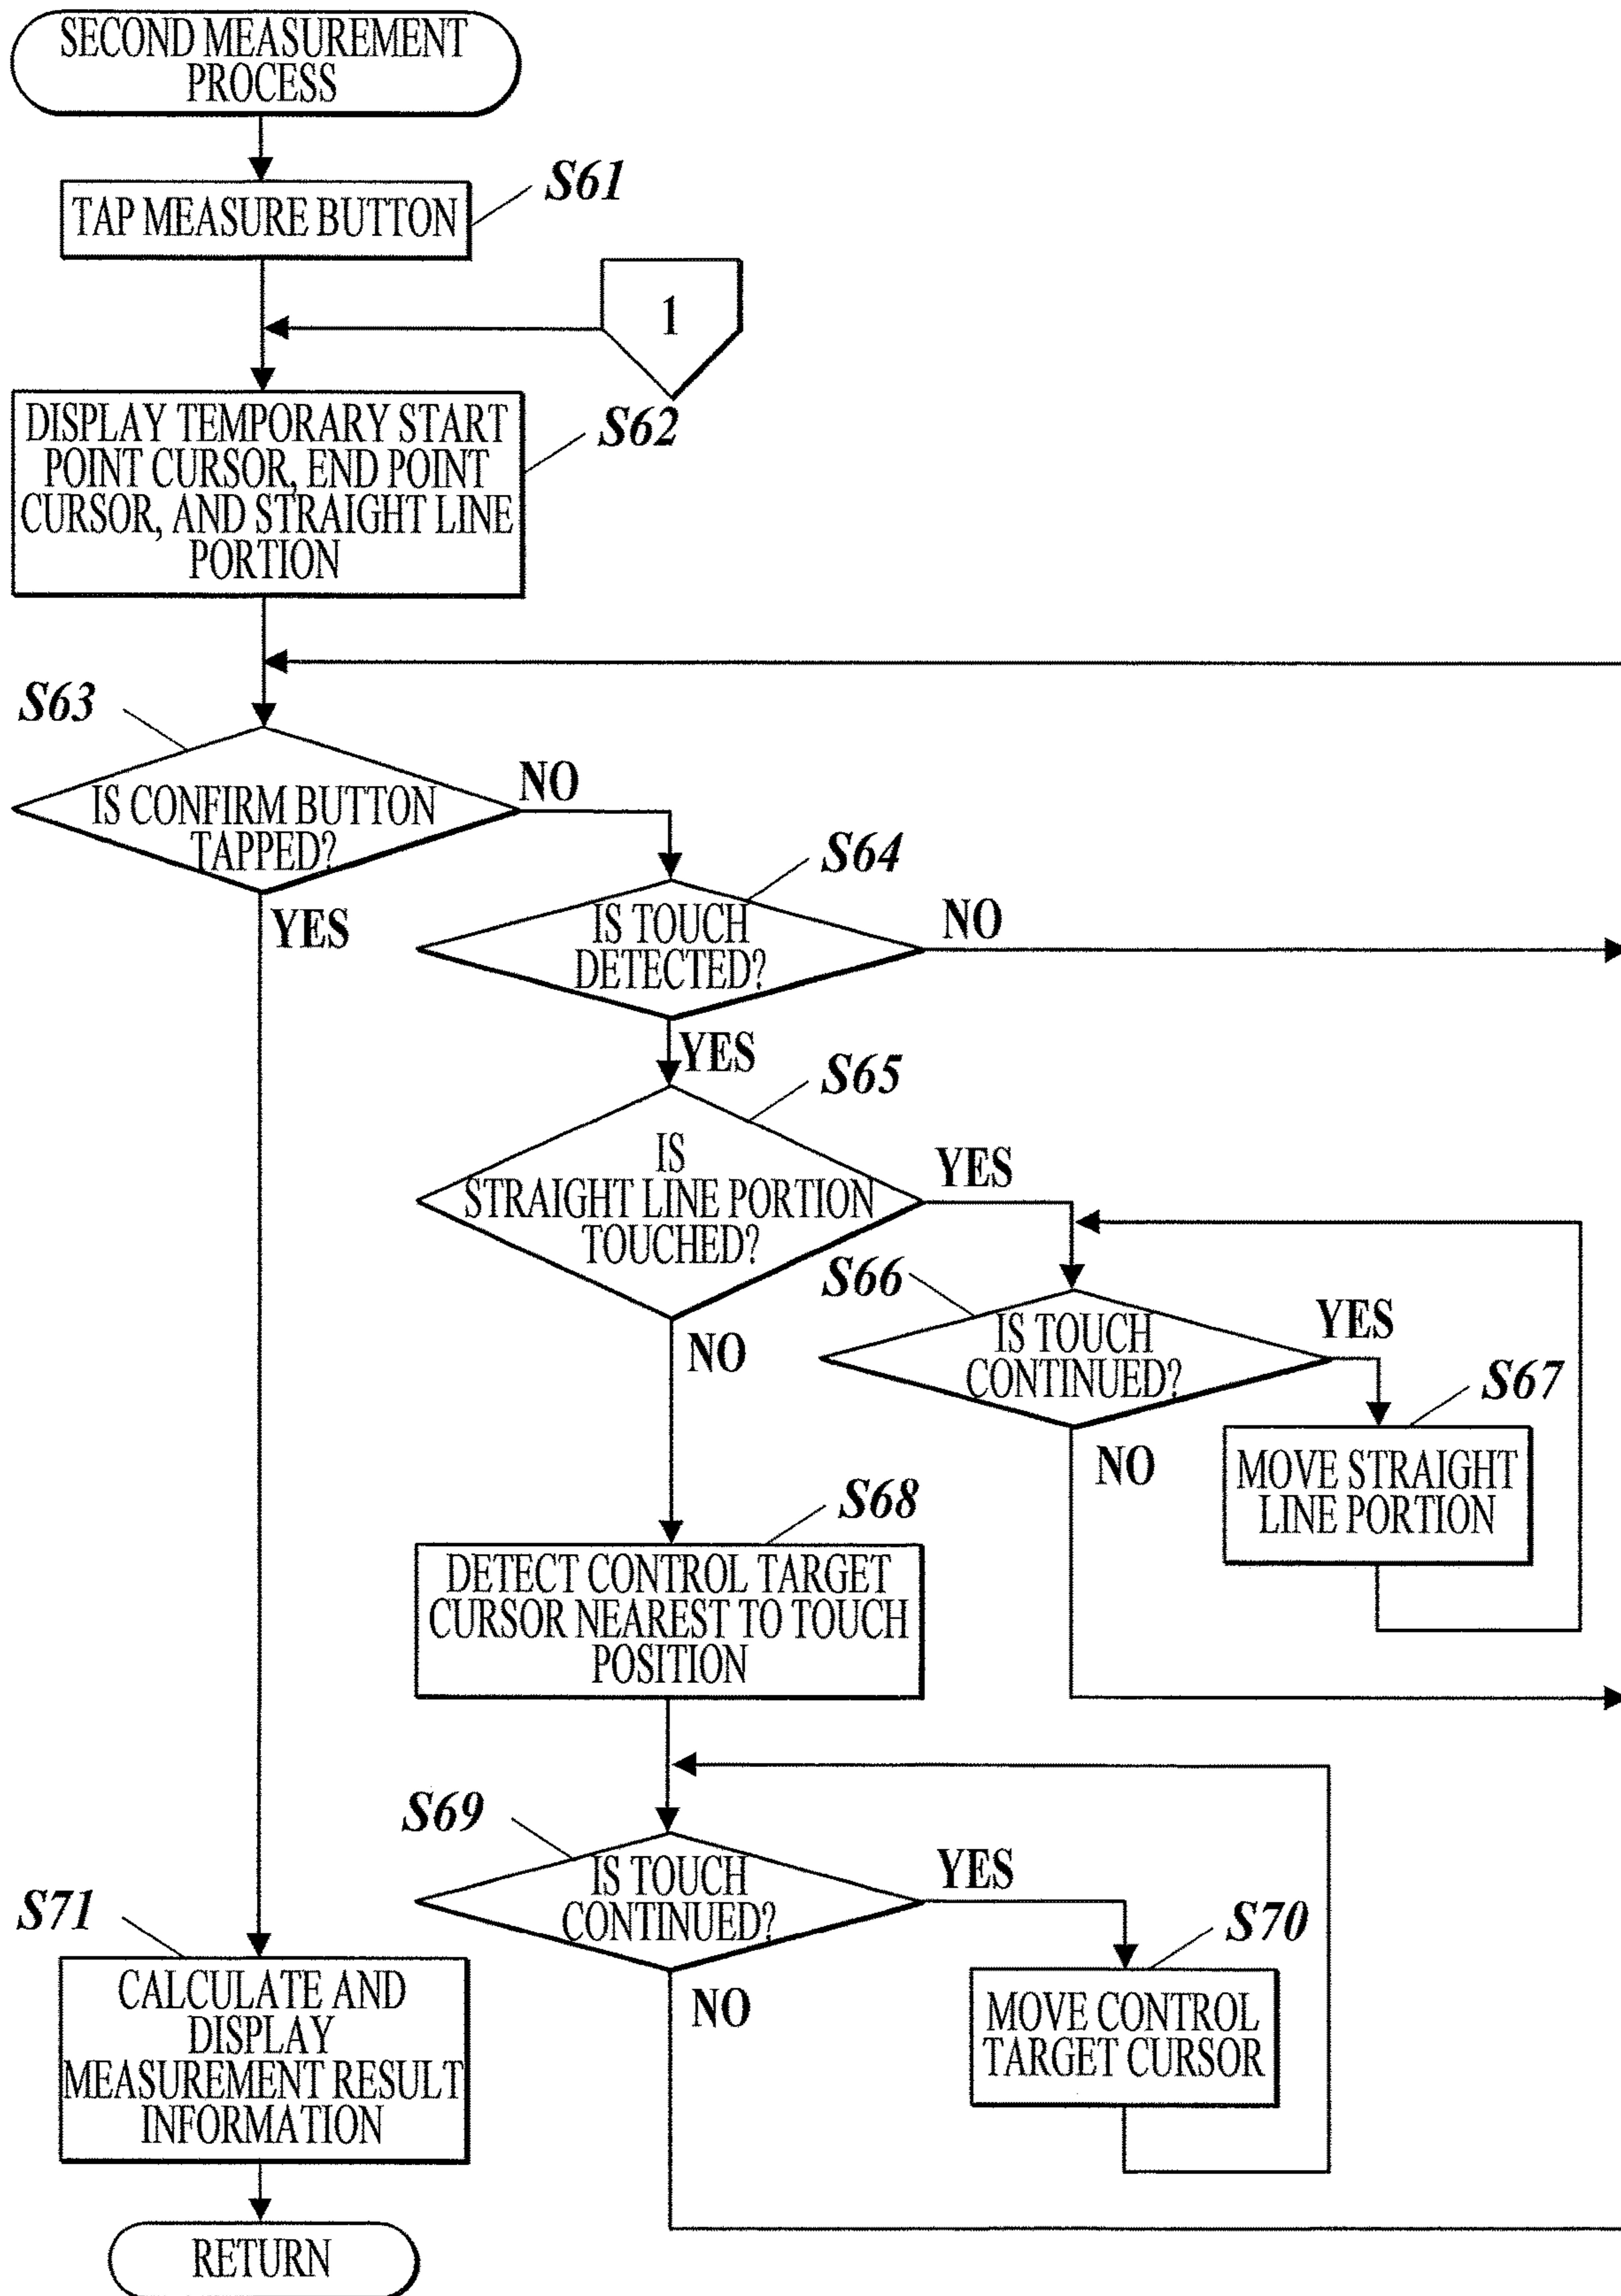 SECOND MEASUREMENT
PROCESS
S61
TAP MEASURE BUTTON
1
S62
DISPLAY TEMPORARY START
POINT CURSOR, END POINT
CURSOR, AND STRAIGHT LINE
PORTION
S63
IS CONFIRM BUTTON
TAPPED?
NO
YES
S64
IS TOUCH
DETECTED?
NO
YES
S65
IS
STRAIGHT LINE PORTION
TOUCHED?
YES
NO
S66
IS TOUCH
CONTINUED?
YES
NO
S67
MOVE STRAIGHT
LINE PORTION
S68
DETECT CONTROL TARGET
CURSOR NEAREST TO TOUCH
POSITION
S69
IS TOUCH
CONTINUED?
YES
NO
S70
MOVE CONTROL
TARGET CURSOR
S71
CALCULATE AND
DISPLAY
MEASUREMENT RESULT
INFORMATION
RETURN